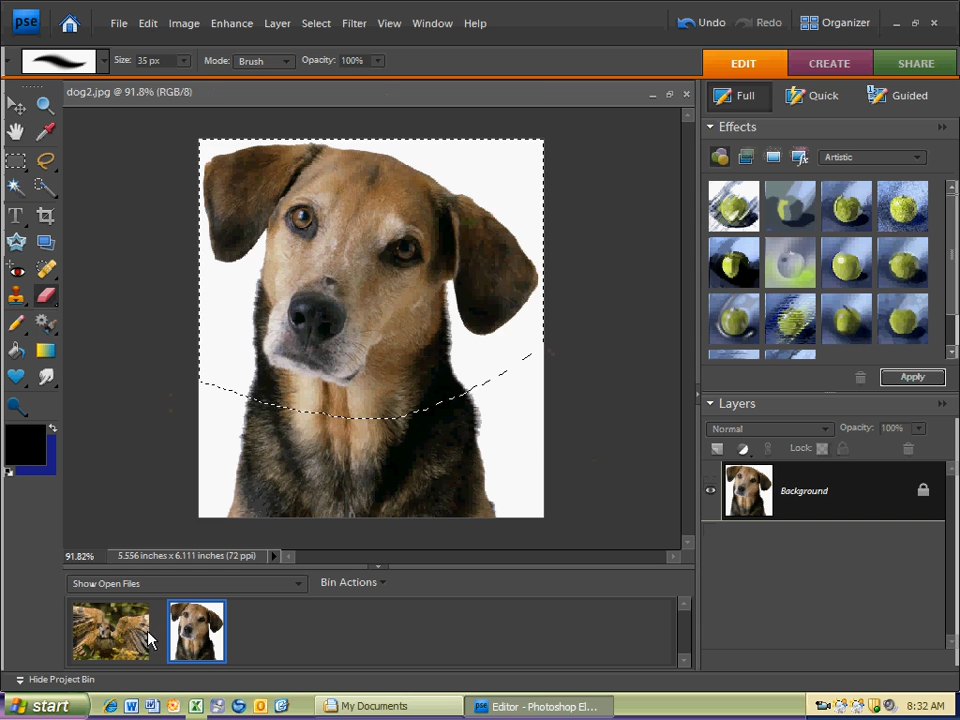 pse File Edit Image Enhance Layer Select Filter View Window Help Undo Redo Organizer
Size: 35 px Mode: Brush Opacity: 100% EDIT CREATE SHARE
dog2.jpg @ 91.8% (RGB/8) Full Quick Guided
Effects
Artistic
T
Apply
Layers
Normal Opacity: 100%
Lock:
Background
91.82% 5.556 inches x 6.111 inches (72 ppi)
Show Open Files Bin Actions
Hide Project Bin
start My Documents pse Editor - Photoshop El... 8:32 AM